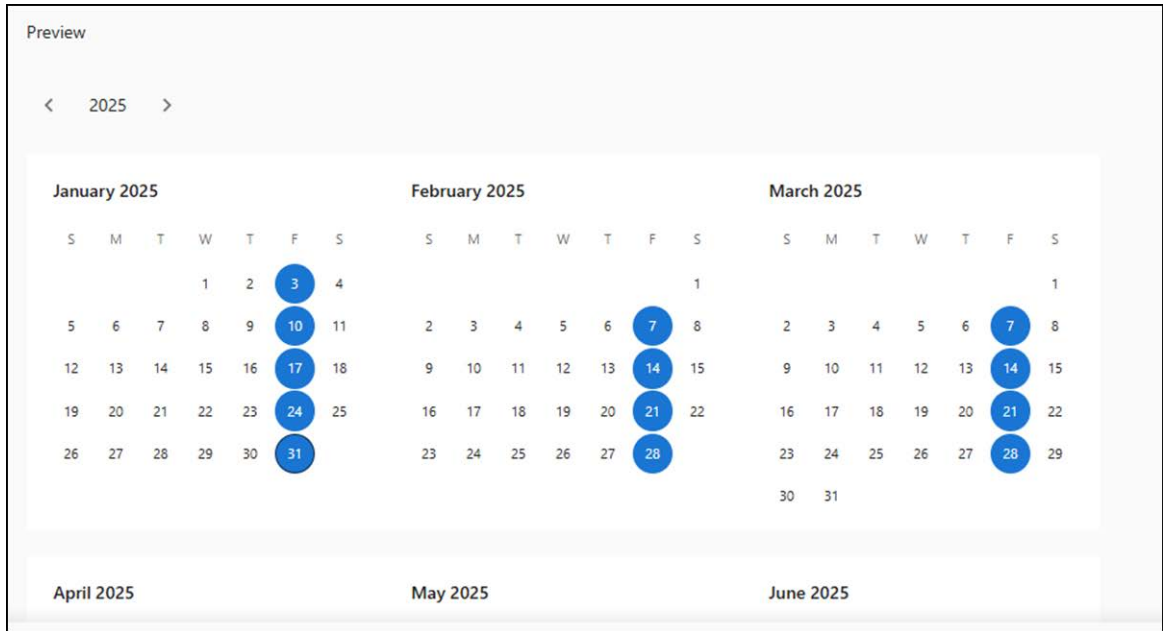 Preview
2025
January 2025 February 2025 March 2025
S M T W T F S S M T W T F S S M T W T F S
1 2 3 4 1 1
5 6 7 8 9 10 11 2 3 4 5 6 7 8 2 3 4 5 6 7 8
12 13 14 15 16 17 18 9 10 11 12 13 14 15 9 10 11 12 13 14 15
19 20 21 22 23 24 25 16 17 18 19 20 21 22 16 17 18 19 20 21 22
26 27 28 29 30 31 23 24 25 26 27 28 23 24 25 26 27 28 29
30 31
April 2025 May 2025 June 2025